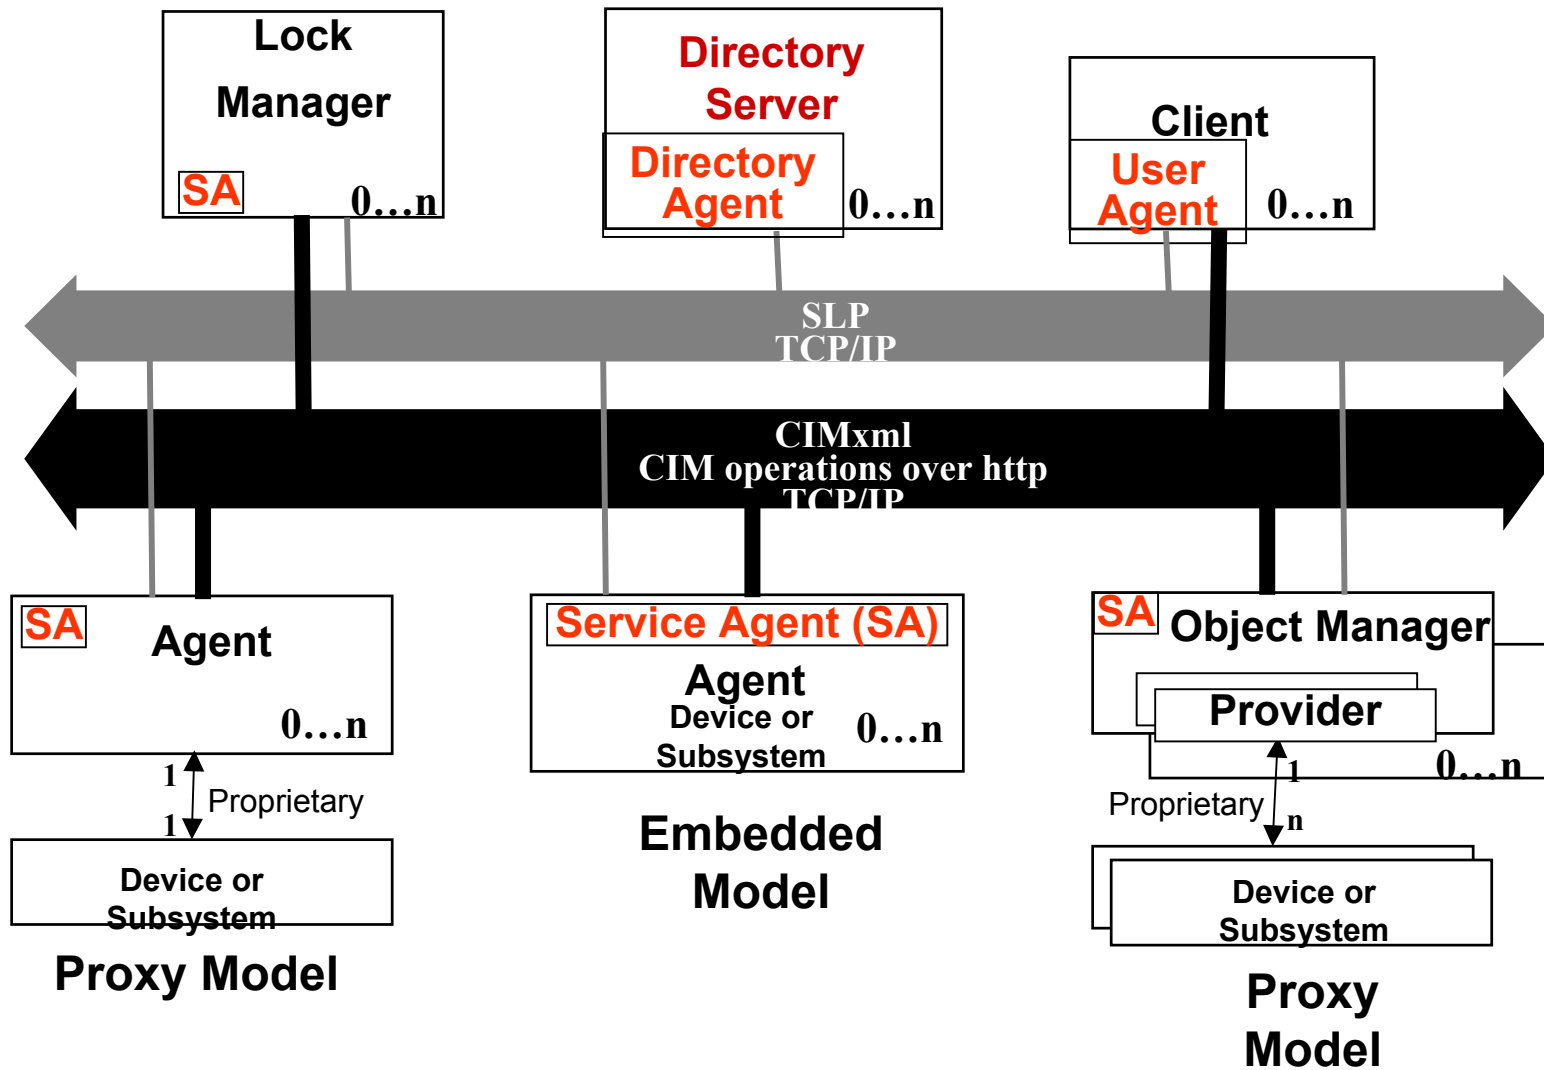 Lock
Manager
SA
0...n
Directory
Server
Directory
Agent
0...n
Client
User
Agent
0...n
SLP
TCP/IP
CIMxml
CIM operations over http
TCP/IP
SA
Agent
0...n
1
Proprietary
1
Device or
Subsystem
Proxy Model
Service Agent (SA)
Agent
Device or
Subsystem
0...n
Embedded
Model
SA
Object Manager
Provider
0...n
1
Proprietary
n
Device or
Subsystem
Proxy
Model